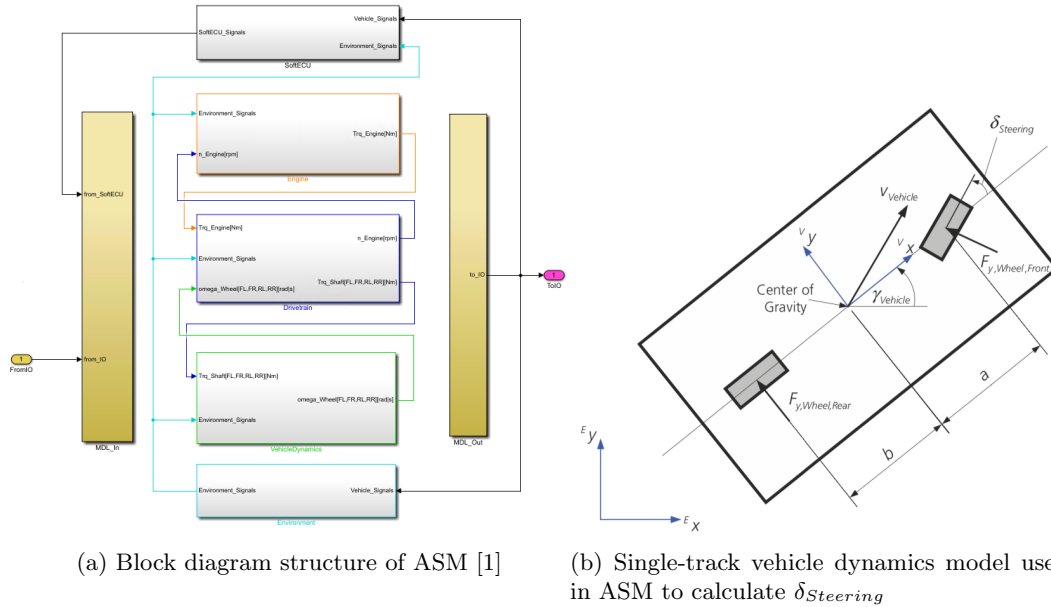 Vehicle_Signals
SoftECU_Signals
Environment_Signals
SoftECU
Environment_Signals
Trq_Engine[Nm]
n_Engine[rpm]
Engine
from_SoftECU
Trq_Engine[Nm]
n_Engine[rpm]
Environment_Signals
Trq_Shaft[FL,FR,RL,RR][Nm]
omega_Wheel[FL,FR,RL,RR][rad|s]
Drivetrain
to_IO
1
ToIO
1
FromIO
from_IO
Trq_Shaft[FL,FR,RL,RR][Nm]
omega_Wheel[FL,FR,RL,RR][rad|s]
Environment_Signals
VehicleDynamics
MDL_In
MDL_Out
Environment_Signals
Vehicle_Signals
Environment
δSteering
vVehicle
V y
V x
Fy,Wheel,Front
Center of
Gravity
γVehicle
a
Fy,Wheel,Rear
b
E y
E x
(a) Block diagram structure of ASM [1]
(b) Single-track vehicle dynamics model use
in ASM to calculate δSteering